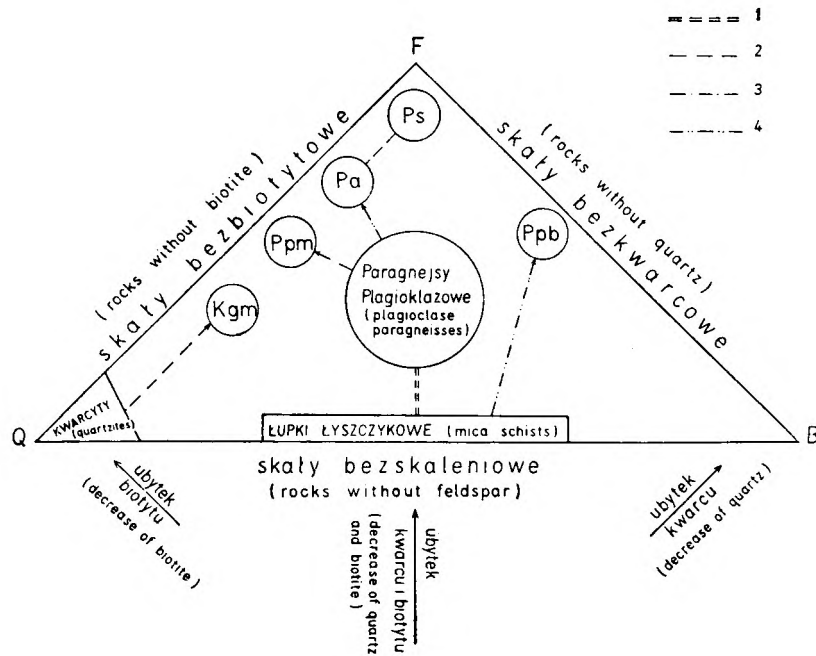 1
2
3
4
F
Ps
Pa
Ppm
Ppb
Kgm
Paragnejsy
Plagioklazowe
(plagioclase
paragneisses)
(rocks without biotite)
skały bezbiotytowe
(rocks without quartz)
skały bezkwarcowe
Q
KWARCYTY
(quartzites)
ŁUPKI ŁYSZCZYKOWE (mica schists)
B
skały bezskaleniowe
(rocks without feldspar)
ubytek
biotytu
(decrease of biotite)
ubytek
kwarcu i biotytu
(decrease of quartz
and biotite)
ubytek
kwarcu
(decrease of quartz)